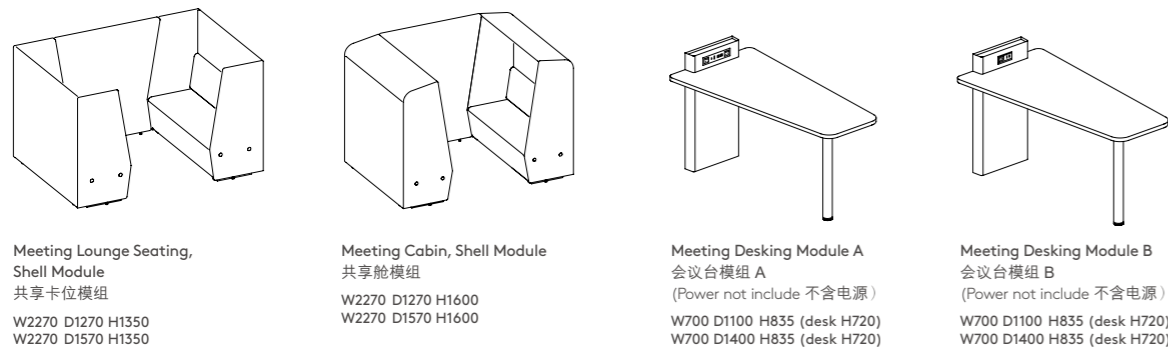 Meeting Lounge Seating,
Shell Module
共享卡位模组
W2270 D1270 H1350
W2270 D1570 H1350
Meeting Cabin, Shell Module
共享舱模组
W2270 D1270 H1600
W2270 D1570 H1600
Meeting Desking Module A
会议台模组 A
(Power not include 不含电源）
W700 D1100 H835 (desk H720)
W700 D1400 H835 (desk H720)
Meeting Desking Module B
会议台模组 B
(Power not include 不含电源）
W700 D1100 H835 (desk H720)
W700 D1400 H835 (desk H720)